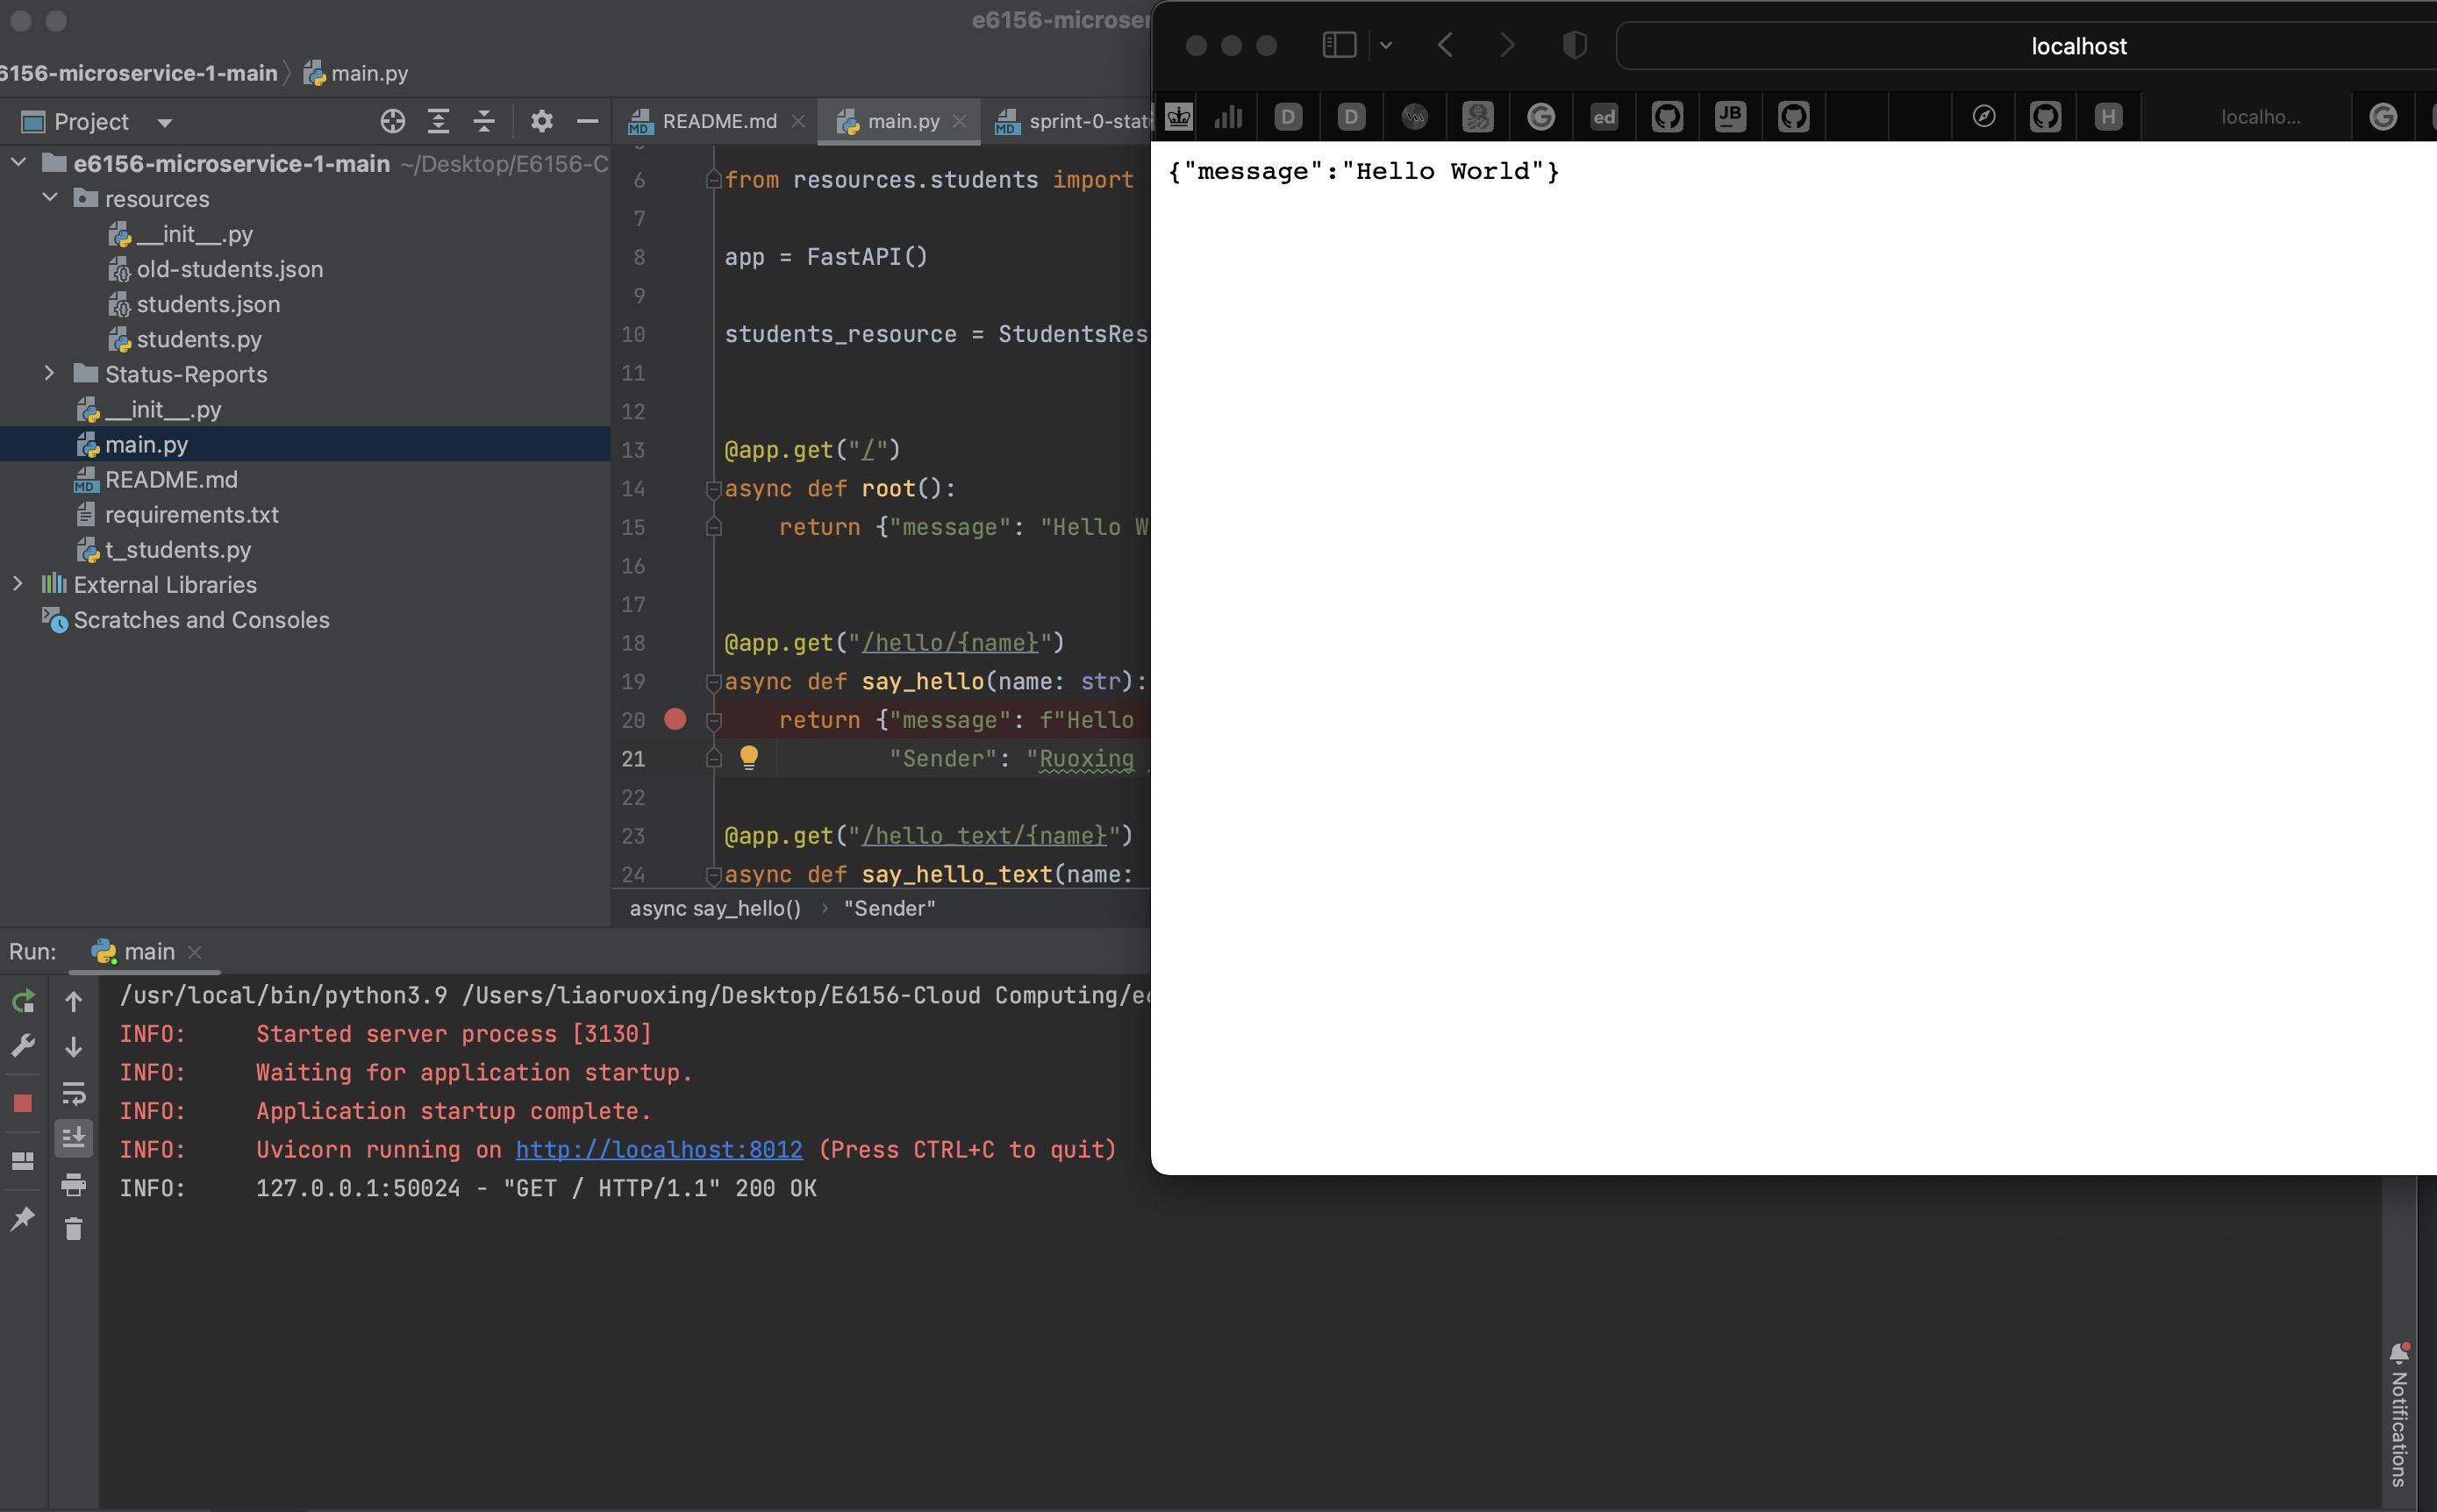 e6156-microser
6156-microservice-1-main
main.py
Project
e6156-microservice-1-main ~/Desktop/E6156-C
resources
__init__.py
old-students.json
students.json
students.py
Status-Reports
__init__.py
main.py
README.md
requirements.txt
t_students.py
External Libraries
Scratches and Consoles
README.md
main.py
sprint-0-stat
6 from resources.students import
7
8 app = FastAPI()
9
10 students_resource = StudentsRes
11
12
13 @app.get("/")
14 async def root():
15 return {"message": "Hello W
16
17
18 @app.get("/hello/{name}")
19 async def say_hello(name: str):
20 return {"message": f"Hello
21 "Sender": "Ruoxing
22
23 @app.get("/hello_text/{name}")
24 async def say_hello_text(name:
async say_hello() › "Sender"
localhost
D
D
G
ed
JB
H
localho...
G
{"message":"Hello World"}
Run:
main
/usr/local/bin/python3.9 /Users/liaoruoxing/Desktop/E6156-Cloud Computing/e6
INFO: Started server process [3130]
INFO: Waiting for application startup.
INFO: Application startup complete.
INFO: Uvicorn running on http://localhost:8012 (Press CTRL+C to quit)
INFO: 127.0.0.1:50024 - "GET / HTTP/1.1" 200 OK
Notifications